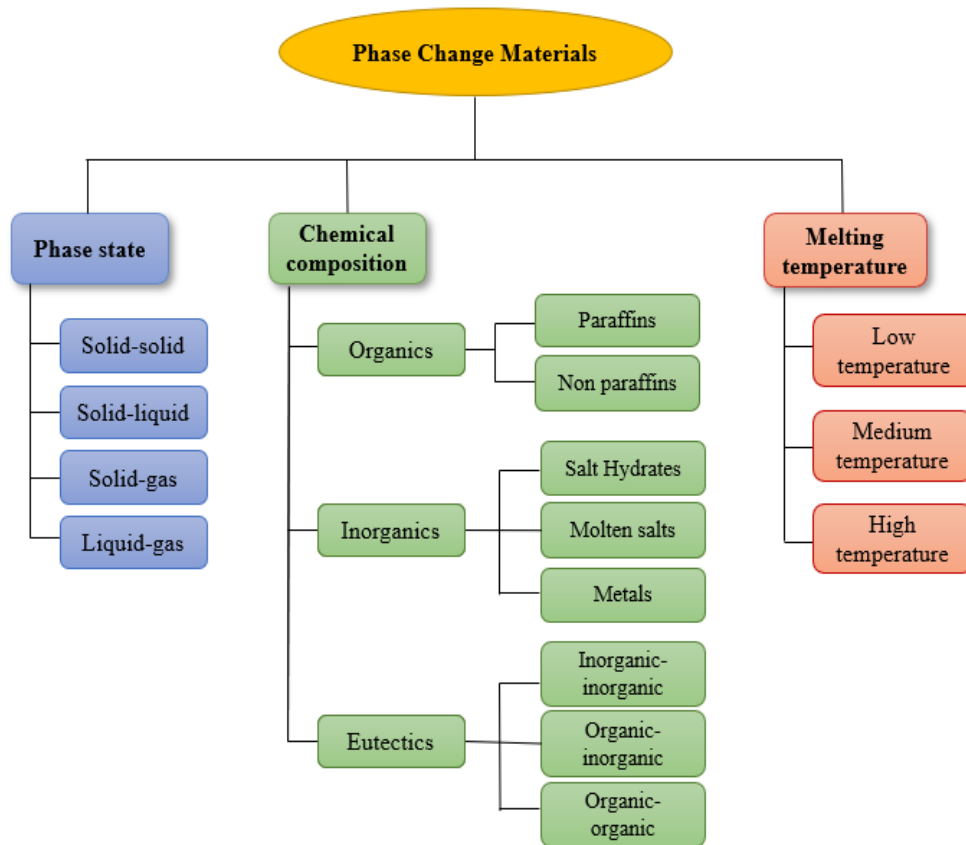 Phase Change Materials
Phase state
Solid-solid
Solid-liquid
Solid-gas
Liquid-gas
Chemical
composition
Organics
Paraffins
Non paraffins
Inorganics
Salt Hydrates
Molten salts
Metals
Eutectics
Inorganic-
inorganic
Organic-
inorganic
Organic-
organic
Melting
temperature
Low
temperature
Medium
temperature
High
temperature